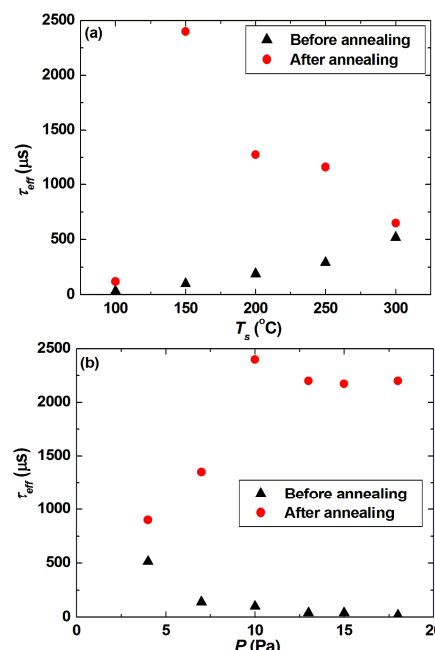 (a)
Before annealing
After annealing
2500
2000
1500
1000
500
0
τeff (μs)
100 150 200 250 300
Ts (°C)
(b)
Before annealing
After annealing
2500
2000
1500
1000
500
0
τeff (μs)
0 5 10 15 20
P (Pa)